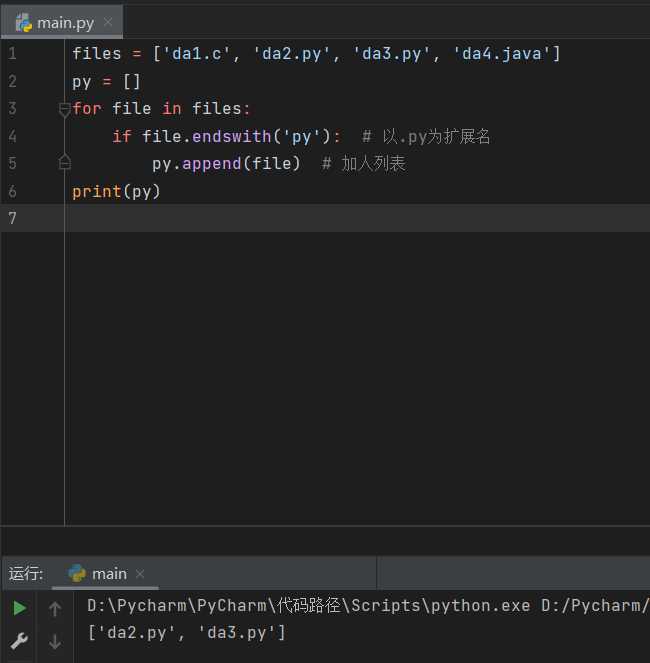 main.py
1 files = ['da1.c', 'da2.py', 'da3.py', 'da4.java']
2 py = []
3 for file in files:
4     if file.endswith('py'):  # 以.py为扩展名
5         py.append(file)  # 加人列表
6 print(py)
7
运行: main
D:\Pycharm\PyCharm\代码路径\Scripts\python.exe D:/Pycharm/
['da2.py', 'da3.py']